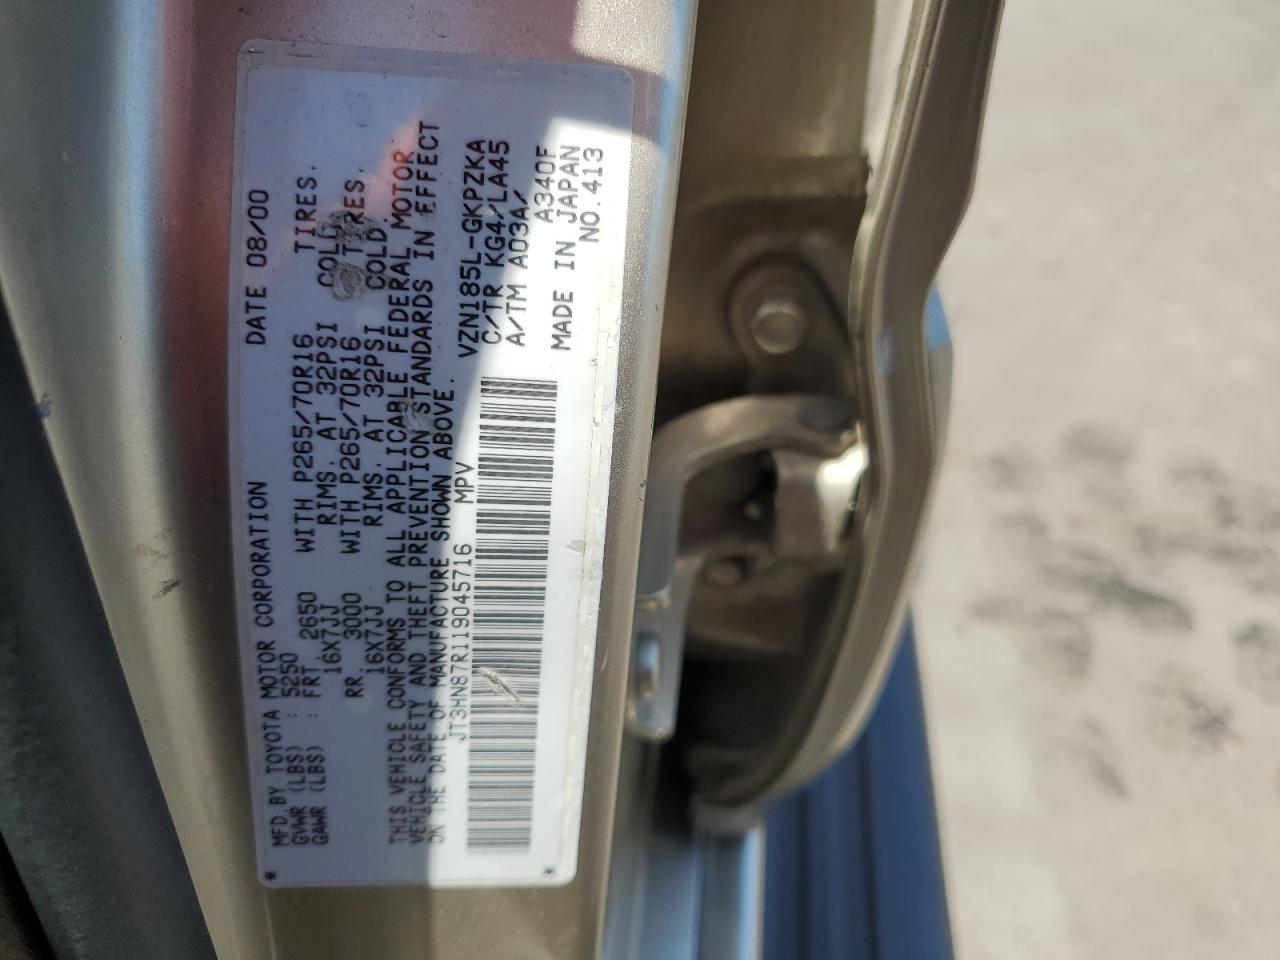 MFD. BY TOYOTA MOTOR CORPORATION DATE 08/00
GVWR (LBS) : 5250
GAWR (LBS) : FRT. 2650 WITH P265/70R16 TIRES.
16X7JJ RIMS. AT 32PSI COLD.
RR. 3000 WITH P265/70R16 TIRES.
16X7JJ RIMS. AT 32PSI COLD.
THIS VEHICLE CONFORMS TO ALL APPLICABLE FEDERAL MOTOR
VEHICLE SAFETY AND THEFT PREVENTION STANDARDS IN EFFECT
ON THE DATE OF MANUFACTURE SHOWN ABOVE.
JT3HN87R119045716 MPV VZN185L-GKPZKA
C/TR KG4/LA45
A/TM A03A/
A340F
MADE IN JAPAN
NO.413